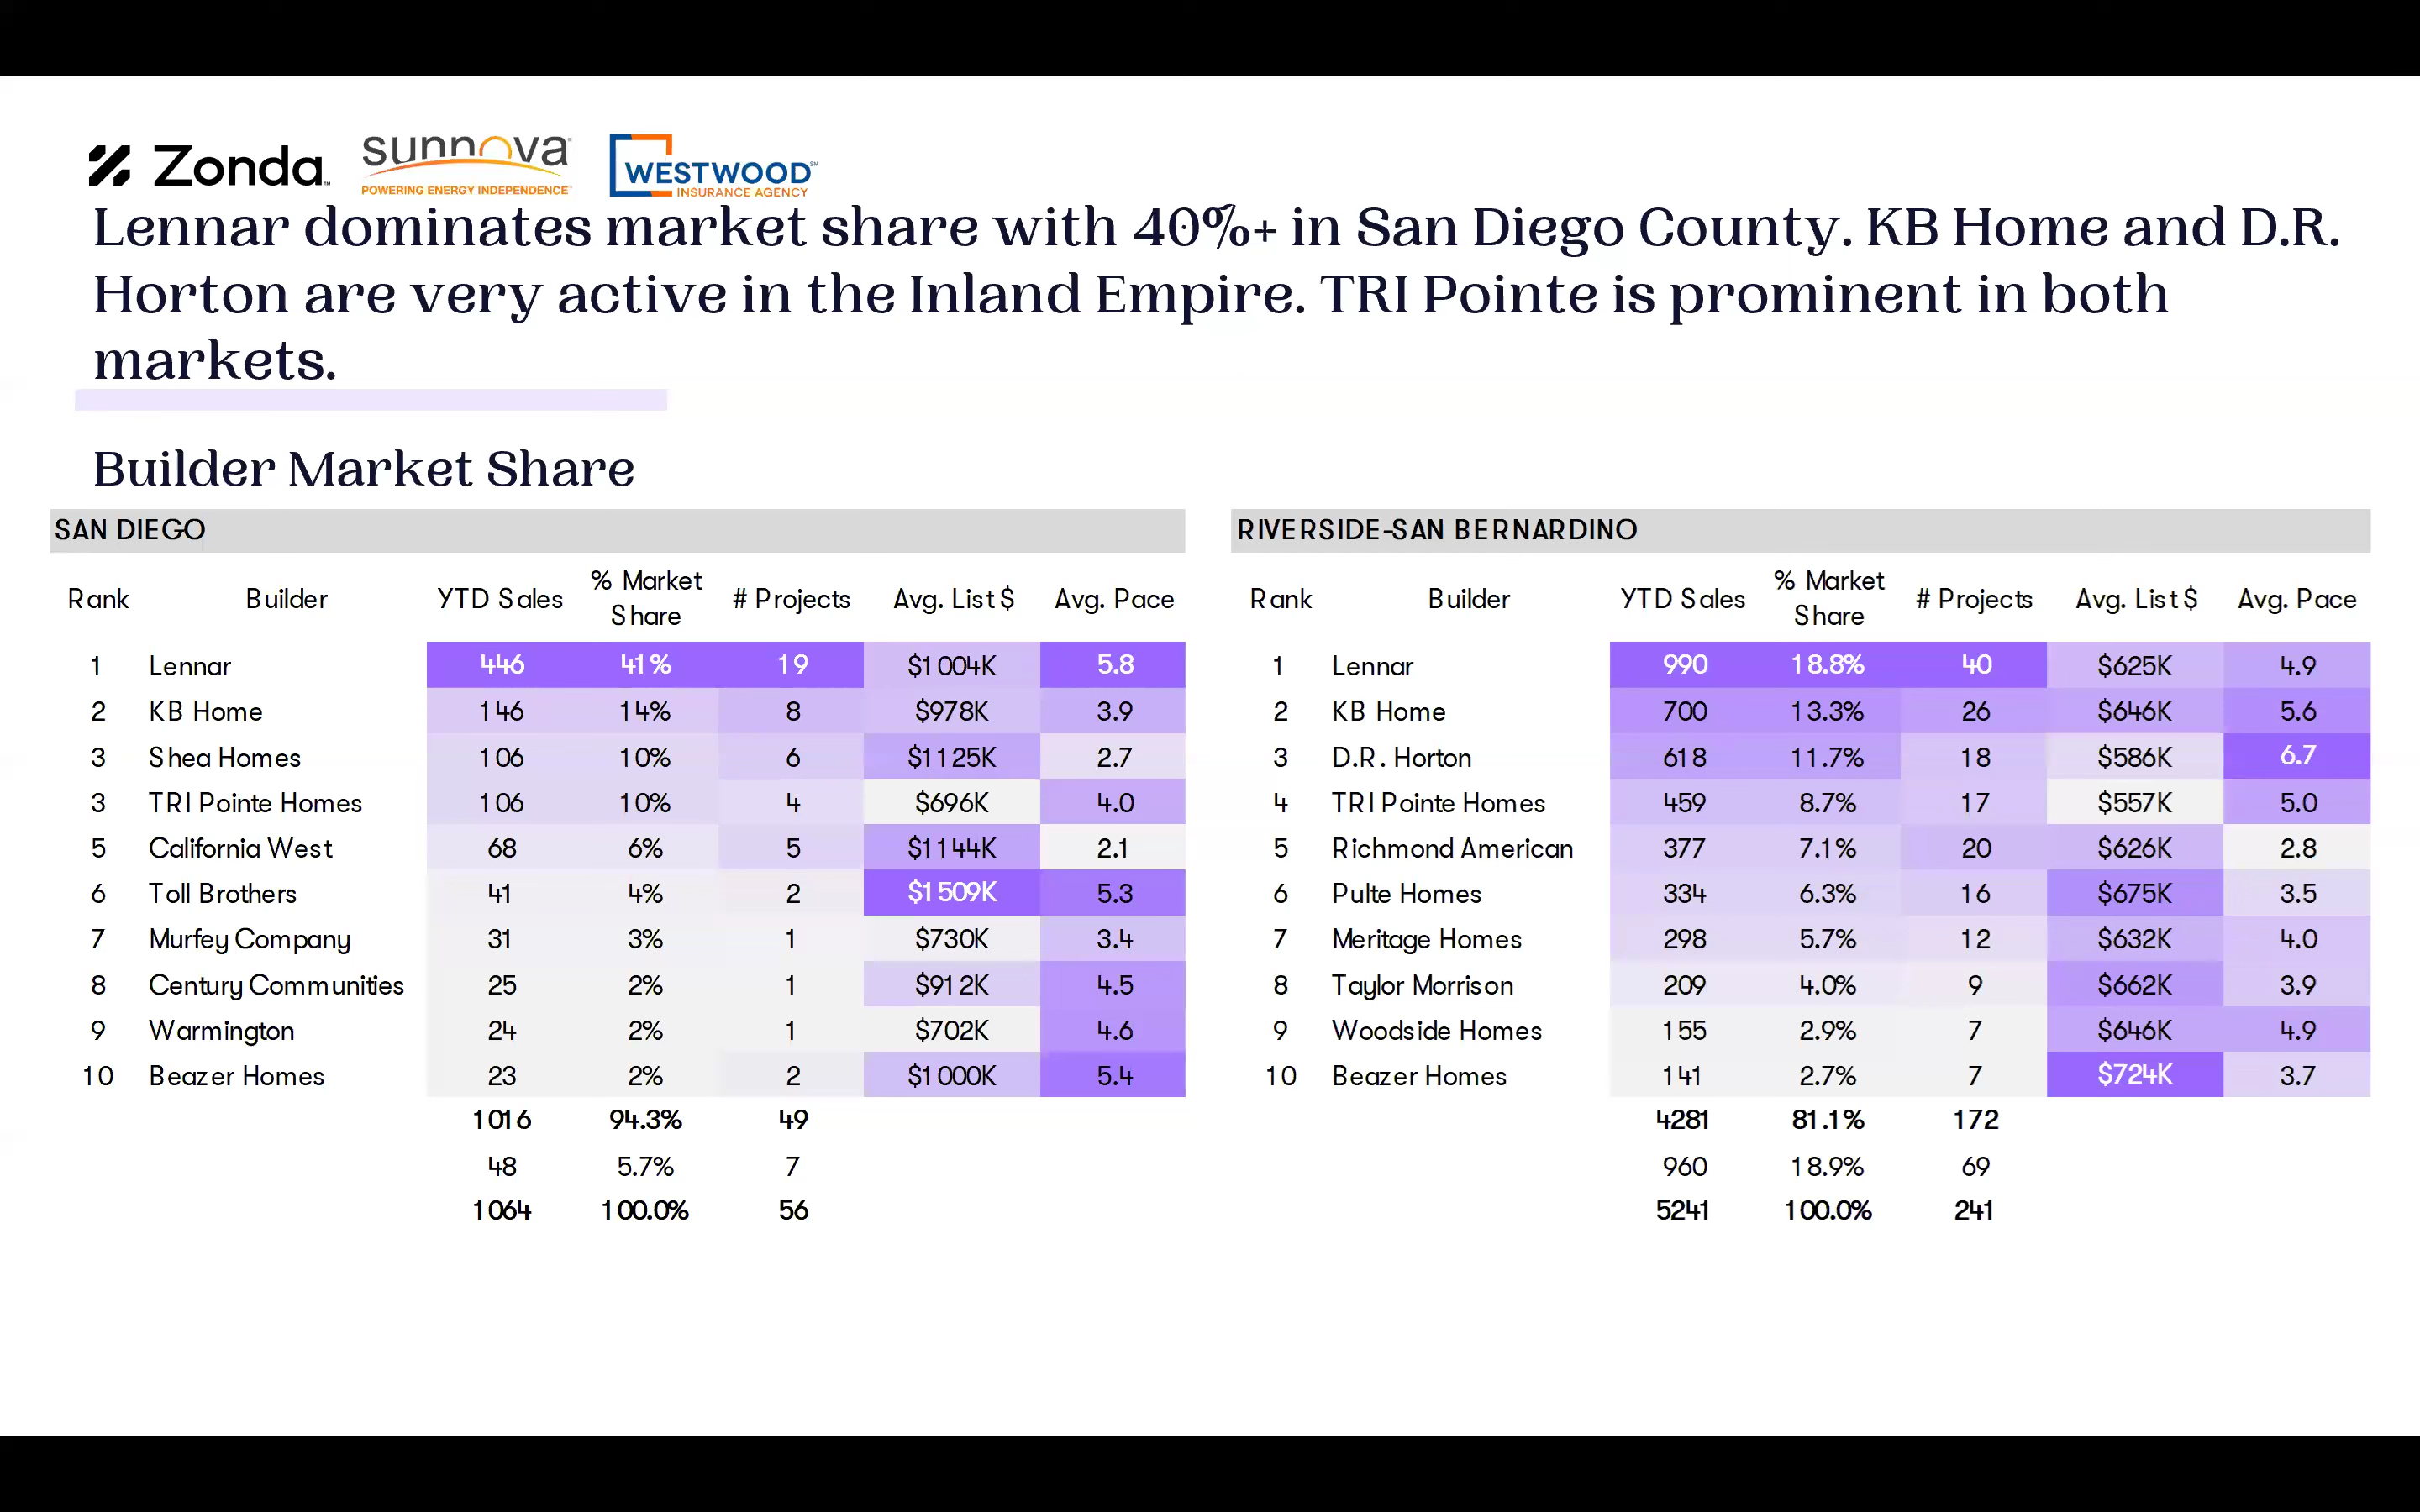 Zonda™
sunnova
POWERING ENERGY INDEPENDENCE
WESTWOOD℠
INSURANCE AGENCY
Lennar dominates market share with 40%+ in San Diego County. KB Home and D.R.
Horton are very active in the Inland Empire. TRI Pointe is prominent in both
markets.
Builder Market Share
SAN DIEGO
Rank Builder YTD Sales % Market Share # Projects Avg. List $ Avg. Pace
1 Lennar 446 41% 19 $1004K 5.8
2 KB Home 146 14% 8 $978K 3.9
3 Shea Homes 106 10% 6 $1125K 2.7
3 TRI Pointe Homes 106 10% 4 $696K 4.0
5 California West 68 6% 5 $1144K 2.1
6 Toll Brothers 41 4% 2 $1509K 5.3
7 Murfey Company 31 3% 1 $730K 3.4
8 Century Communities 25 2% 1 $912K 4.5
9 Warmington 24 2% 1 $702K 4.6
10 Beazer Homes 23 2% 2 $1000K 5.4
1016 94.3% 49
48 5.7% 7
1064 100.0% 56
RIVERSIDE-SAN BERNARDINO
Rank Builder YTD Sales % Market Share # Projects Avg. List $ Avg. Pace
1 Lennar 990 18.8% 40 $625K 4.9
2 KB Home 700 13.3% 26 $646K 5.6
3 D.R. Horton 618 11.7% 18 $586K 6.7
4 TRI Pointe Homes 459 8.7% 17 $557K 5.0
5 Richmond American 377 7.1% 20 $626K 2.8
6 Pulte Homes 334 6.3% 16 $675K 3.5
7 Meritage Homes 298 5.7% 12 $632K 4.0
8 Taylor Morrison 209 4.0% 9 $662K 3.9
9 Woodside Homes 155 2.9% 7 $646K 4.9
10 Beazer Homes 141 2.7% 7 $724K 3.7
4281 81.1% 172
960 18.9% 69
5241 100.0% 241